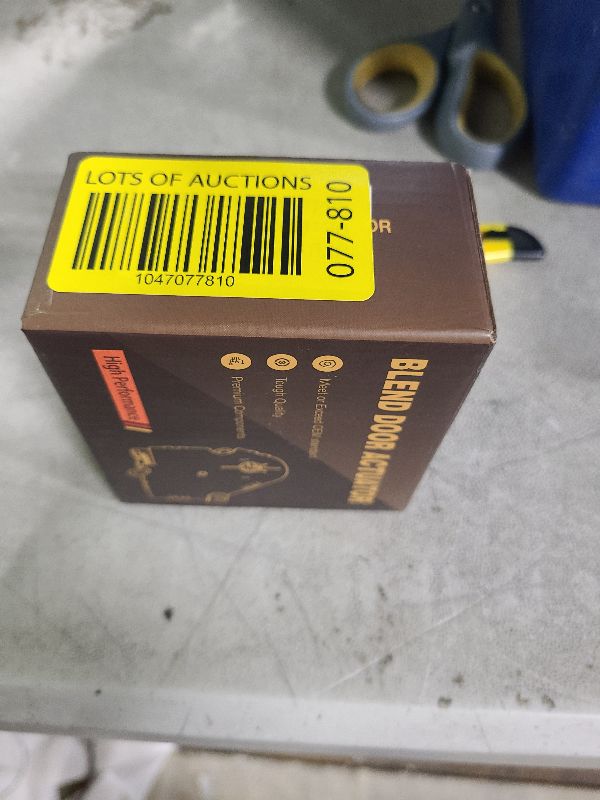 LOTS OF AUCTIONS
1047077810
077-810
OR
BLEND DOOR ACTUATOR
Meet or Exceed OEM
Tough Quality
Premium Components
High Performance